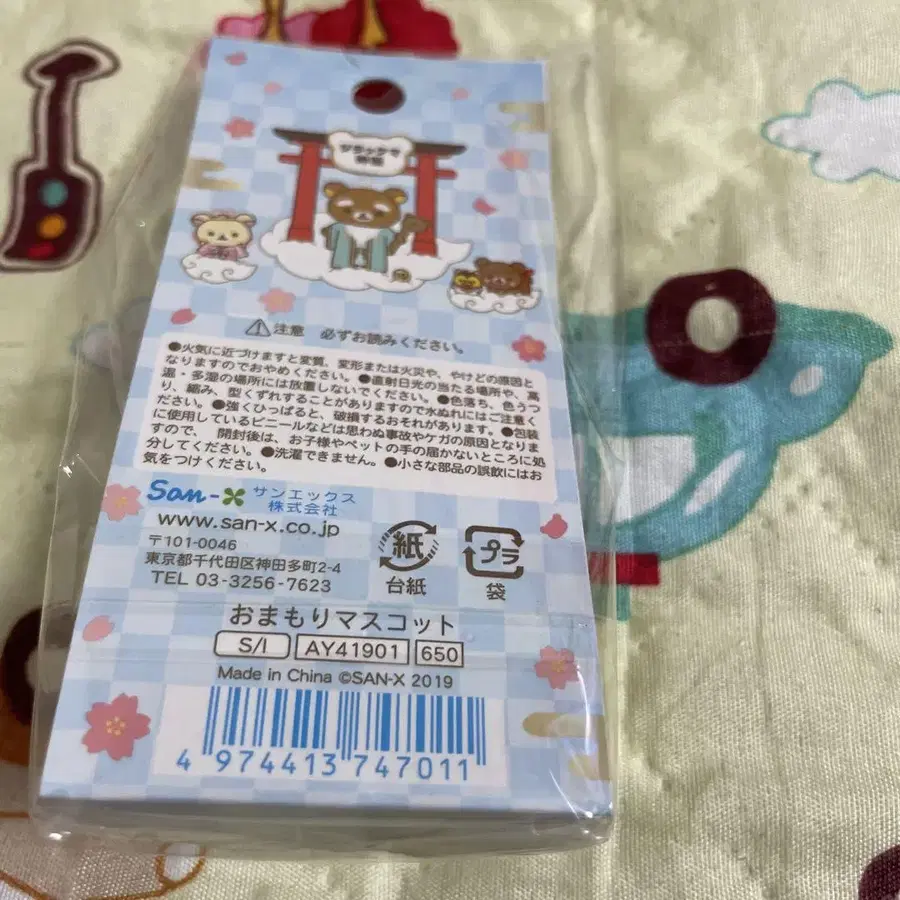 注意 必ずお読みください。
●火気に近づけますと変質、変形または火災や、やけどの原因と
なりますのでおやめください。●直射日光の当たる場所や、高
温・多湿の場所には放置しないでください。●色落ち、色うつ
り、縮み、型くずれすることがありますので水ぬれにはご注意く
ださい。●強くひっぱると、破損するおそれがあります。●包装
に使用しているビニールなどは思わぬ事故やケガの原因となりま
すので、開封後は、お子様やペットの手の届かないところに処
分してください。●洗濯できません。●小さな部品の誤飲にはお
気をつけください。
San-X サンエックス
株式会社
www.san-x.co.jp
〒101-0046
東京都千代田区神田多町2-4
TEL 03-3256-7623
紙
台紙
プラ
袋
おまもりマスコット
S/I AY41901 650
Made in China ©SAN-X 2019
4 974413 747011